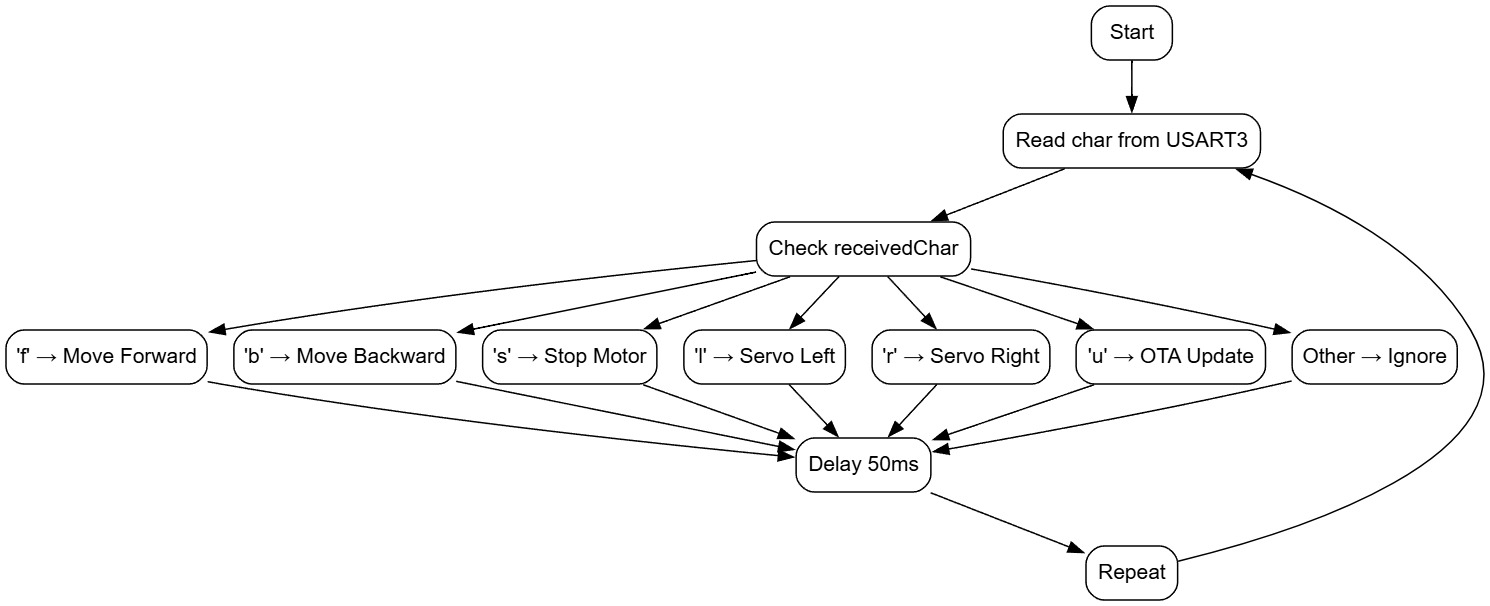 Start
Read char from USART3
Check receivedChar
'f' → Move Forward
'b' → Move Backward
's' → Stop Motor
'l' → Servo Left
'r' → Servo Right
'u' → OTA Update
Other → Ignore
Delay 50ms
Repeat